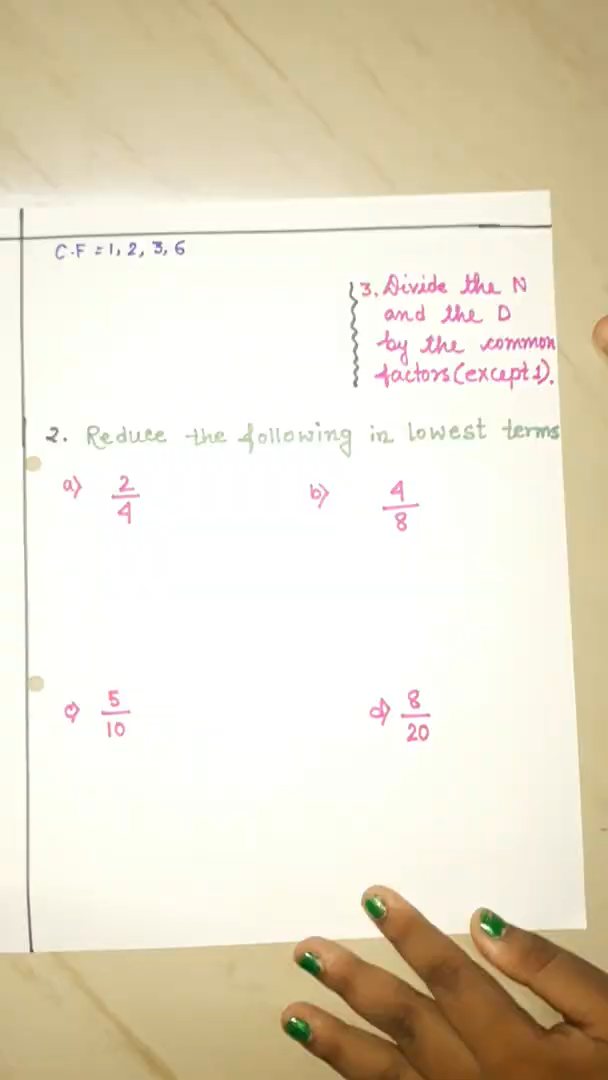 C.F = 1, 2, 3, 6
3. Divide the N
and the D
by the common
factors (except 1).
2. Reduce the following in lowest terms
a) 2/4
b) 4/8
c) 5/10
d) 8/20